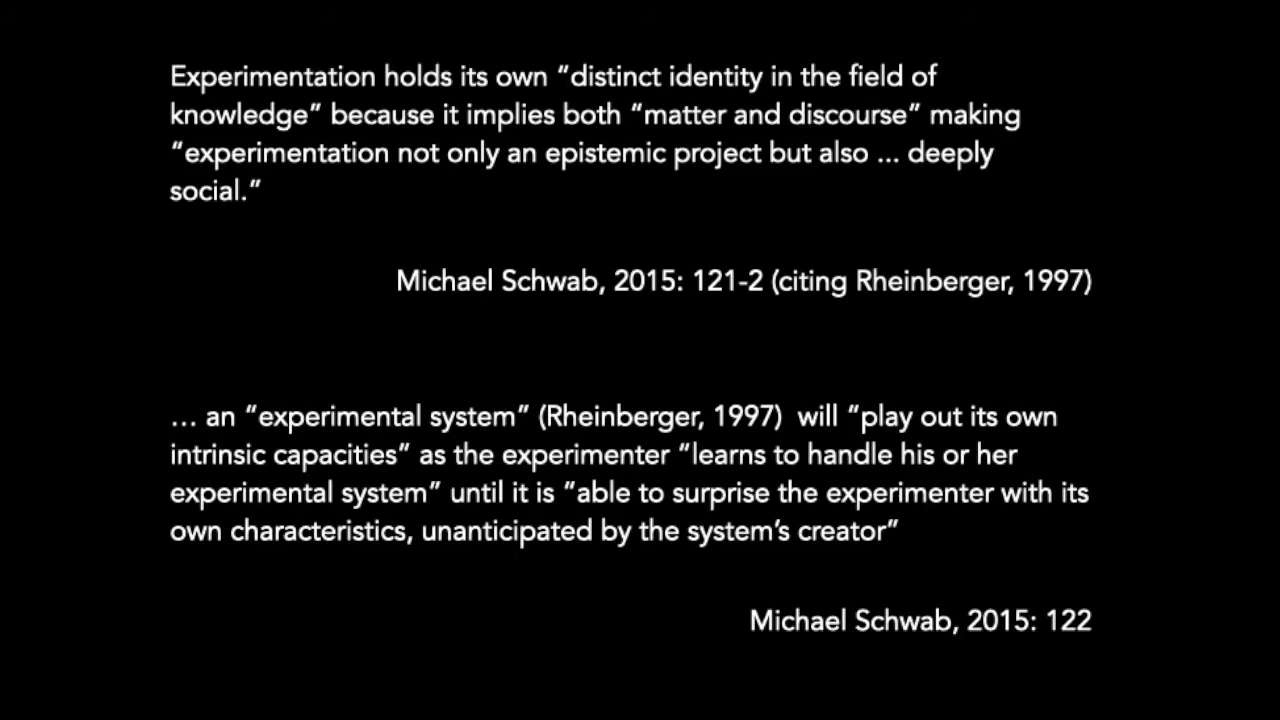 Experimentation holds its own “distinct identity in the field of
knowledge” because it implies both “matter and discourse” making
“experimentation not only an epistemic project but also ... deeply
social.”
Michael Schwab, 2015: 121-2 (citing Rheinberger, 1997)
… an “experimental system” (Rheinberger, 1997)  will “play out its own
intrinsic capacities” as the experimenter “learns to handle his or her
experimental system” until it is “able to surprise the experimenter with its
own characteristics, unanticipated by the system’s creator”
Michael Schwab, 2015: 122